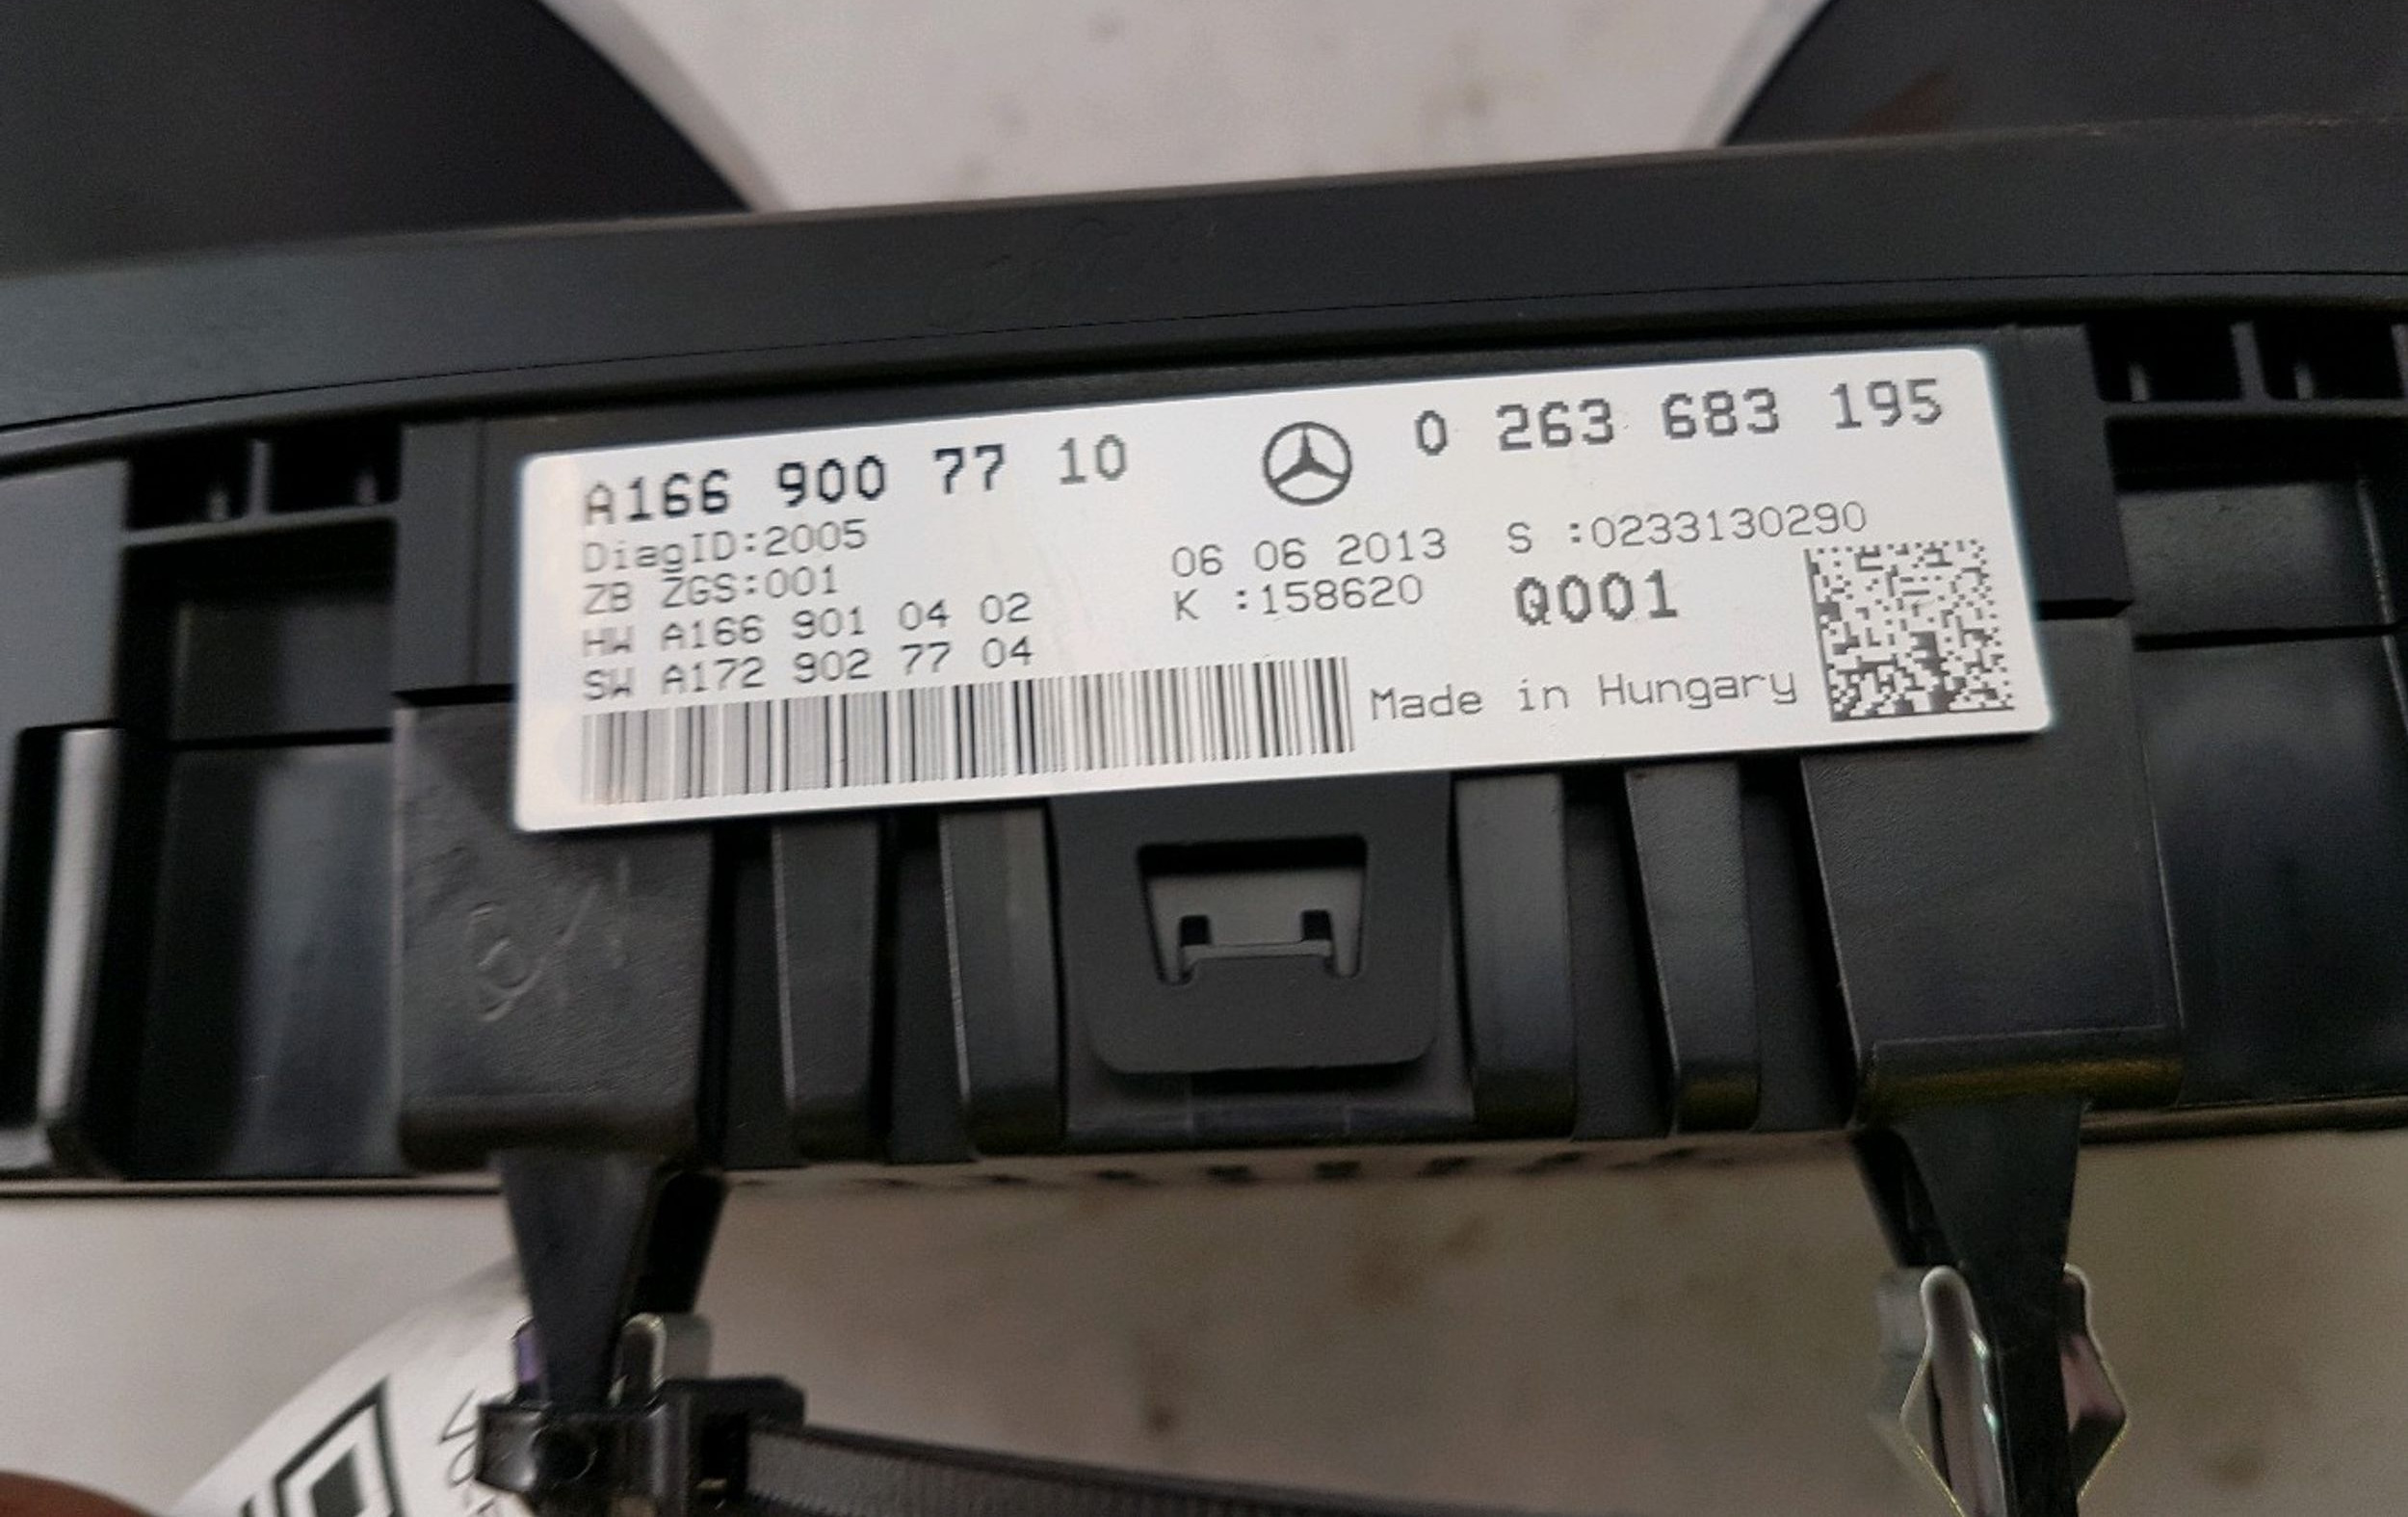 A166 900 77 10
0 263 683 195
DiagID:2005
ZB ZGS:001
HW A166 901 04 02
SW A172 902 77 04
06 06 2013
K :158620
S :0233130290
Q001
Made in Hungary